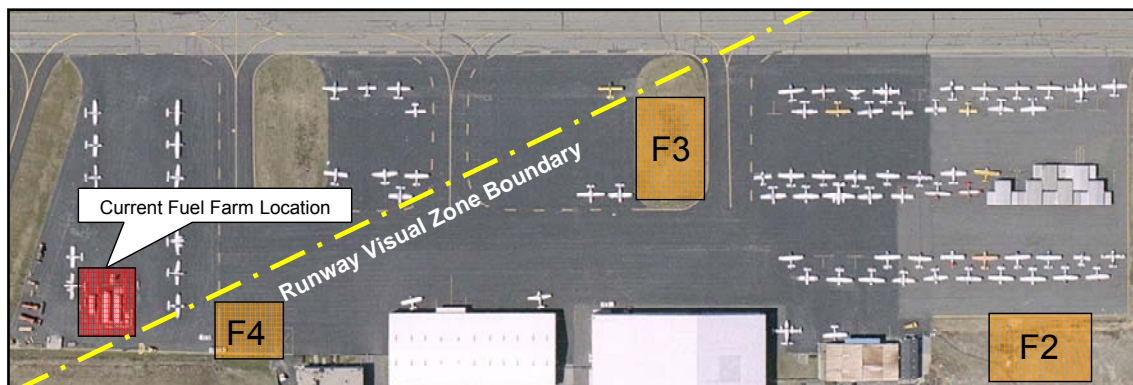 F3
Runway Visual Zone Boundary
Current Fuel Farm Location
F4
F2